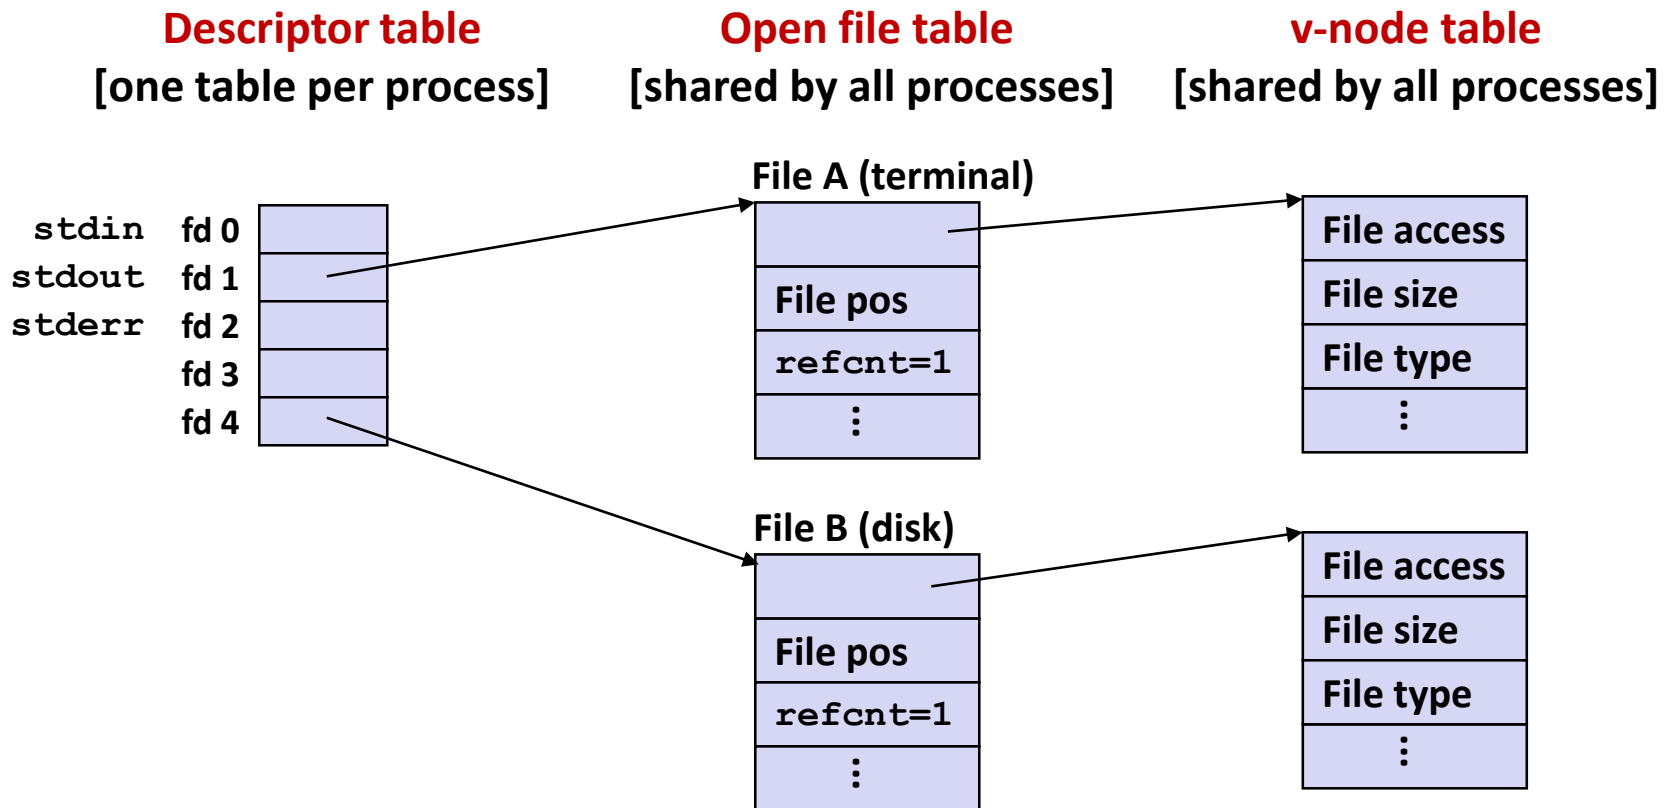 Descriptor table
[one table per process]
Open file table
[shared by all processes]
v-node table
[shared by all processes]
stdin fd 0
stdout fd 1
stderr fd 2
fd 3
fd 4
File A (terminal)
File pos
refcnt=1
...
File access
File size
File type
...
File B (disk)
File pos
refcnt=1
...
File access
File size
File type
...